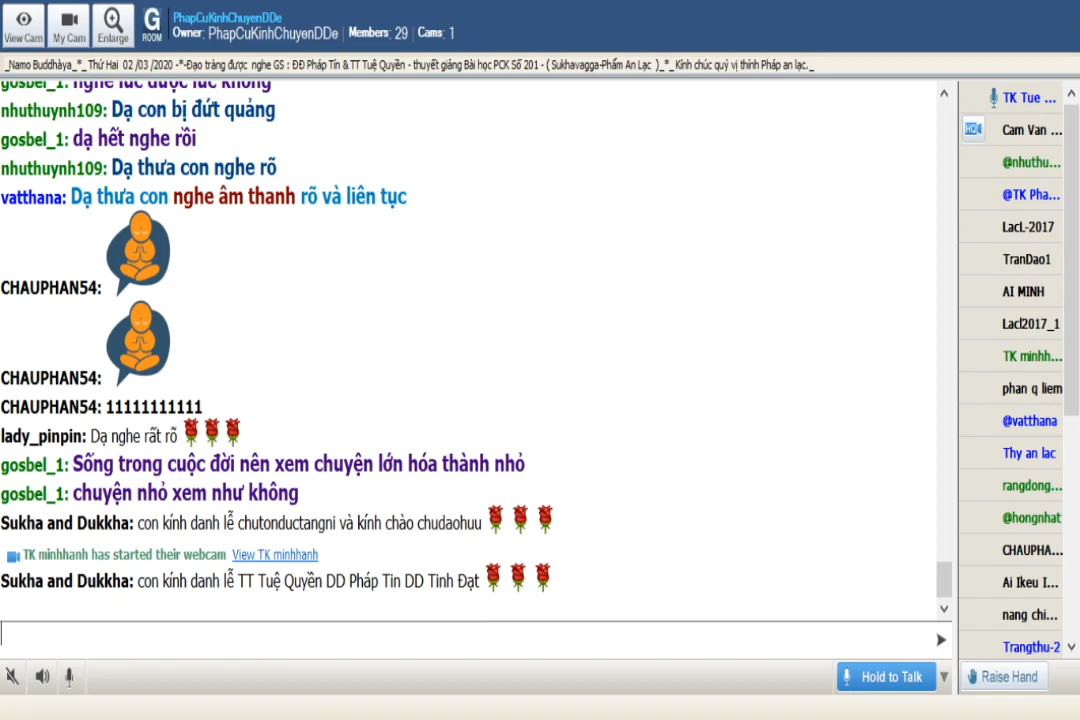 View Cam
My Cam
Enlarge
G
ROOM
PhapCuKinhChuyenDDe
Owner: PhapCuKinhChuyenDDe | Members: 29 | Cams: 1
_Namo Buddhàya_*_ Thứ Hai 02 /03 /2020 -*-Đạo tràng được nghe GS : ĐĐ Pháp Tín & TT Tuệ Quyền - thuyết giảng Bài học PCK Số 201 - ( Sukhavagga-Phẩm An Lạc )_*_Kính chúc quý vị thính Pháp an lạc._
gosbel_1: nghe lúc được lúc không
nhuthuynh109: Dạ con bị đứt quảng
gosbel_1: dạ hết nghe rồi
nhuthuynh109: Dạ thưa con nghe rõ
vatthana: Dạ thưa con nghe âm thanh rõ và liên tục
CHAUPHAN54:
CHAUPHAN54:
CHAUPHAN54: 11111111111
lady_pinpin: Dạ nghe rất rõ
gosbel_1: Sống trong cuộc đời nên xem chuyện lớn hóa thành nhỏ
gosbel_1: chuyện nhỏ xem như không
Sukha and Dukkha: con kính danh lễ chutonductangni và kính chào chudaohuu
TK minhhanh has started their webcam View TK minhhanh
Sukha and Dukkha: con kính danh lễ TT Tuệ Quyền DD Pháp Tin DD Tinh Đạt
TK Tue ...
HD
Cam Van ...
@nhuthu...
@TK Pha...
LacL-2017
TranDao1
AI MINH
Lacl2017_1
TK minhh...
phan q liem
@vatthana
Thy an lac
rangdong...
@hongnhat
CHAUPHA...
Ai Ikeu I...
nang chi...
Trangthu-2
Hold to Talk
Raise Hand